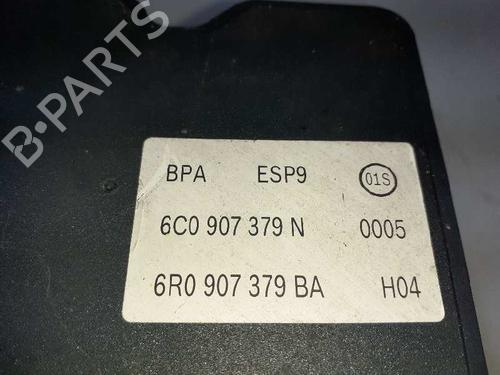 B-PARTS
BPA ESP9 01S
6C0 907 379 N 0005
6R0 907 379 BA H04